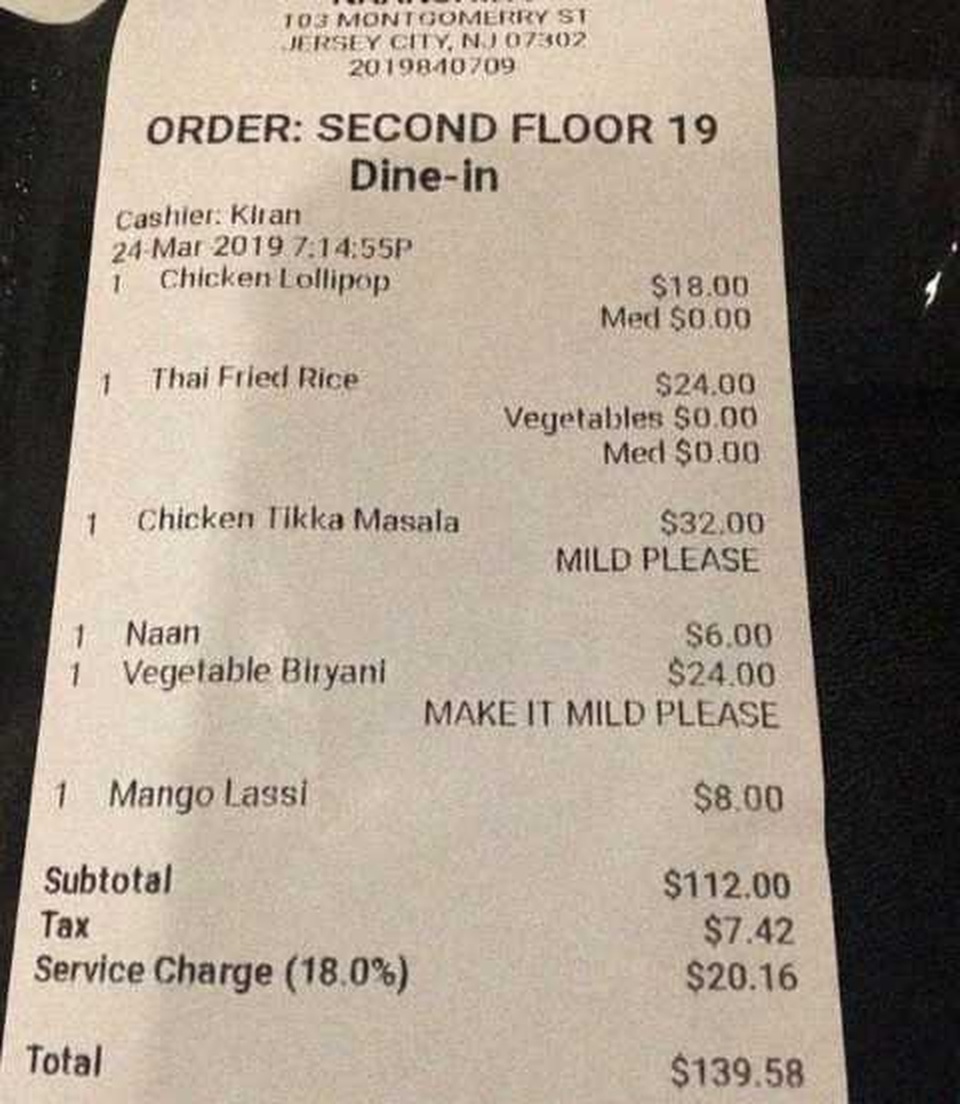 103 MONTGOMERRY ST
JERSEY CITY, NJ 07302
2019840709
ORDER: SECOND FLOOR 19
Dine-in
Cashier: Kiran
24-Mar 2019 7:14:55P
1 Chicken Lollipop $18.00
Med $0.00
1 Thai Fried Rice $24.00
Vegetables $0.00
Med $0.00
1 Chicken Tikka Masala $32.00
MILD PLEASE
1 Naan $6.00
1 Vegetable Biryani $24.00
MAKE IT MILD PLEASE
1 Mango Lassi $8.00
Subtotal $112.00
Tax $7.42
Service Charge (18.0%) $20.16
Total $139.58